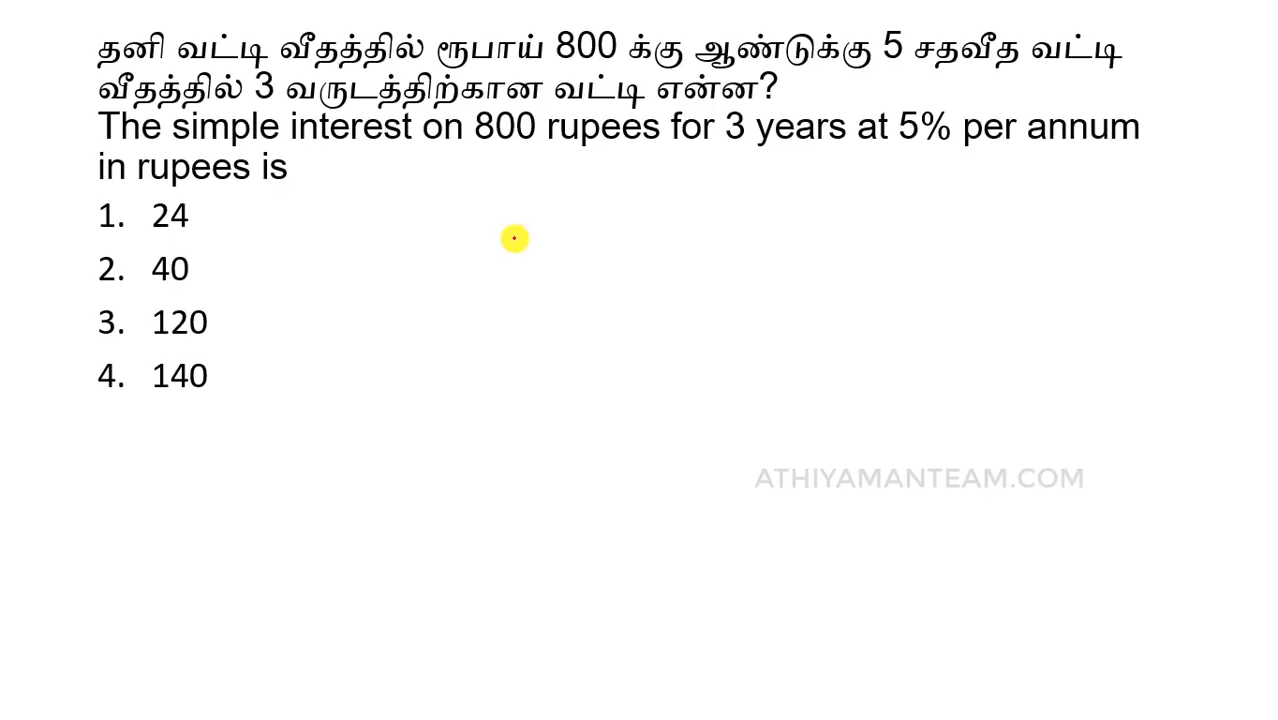 தனி வட்டி வீதத்தில் ரூபாய் 800 க்கு ஆண்டுக்கு 5 சதவீத வட்டி
வீதத்தில் 3 வருடத்திற்கான வட்டி என்ன?
The simple interest on 800 rupees for 3 years at 5% per annum
in rupees is
1. 24
2. 40
3. 120
4. 140
ATHIYAMANTEAM.COM